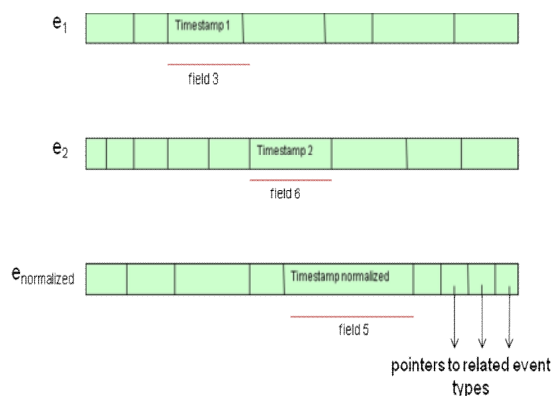 e1
Timestamp 1
field 3
e2
Timestamp 2
field 6
enormalized
Timestamp normalized
field 5
pointers to related event
types